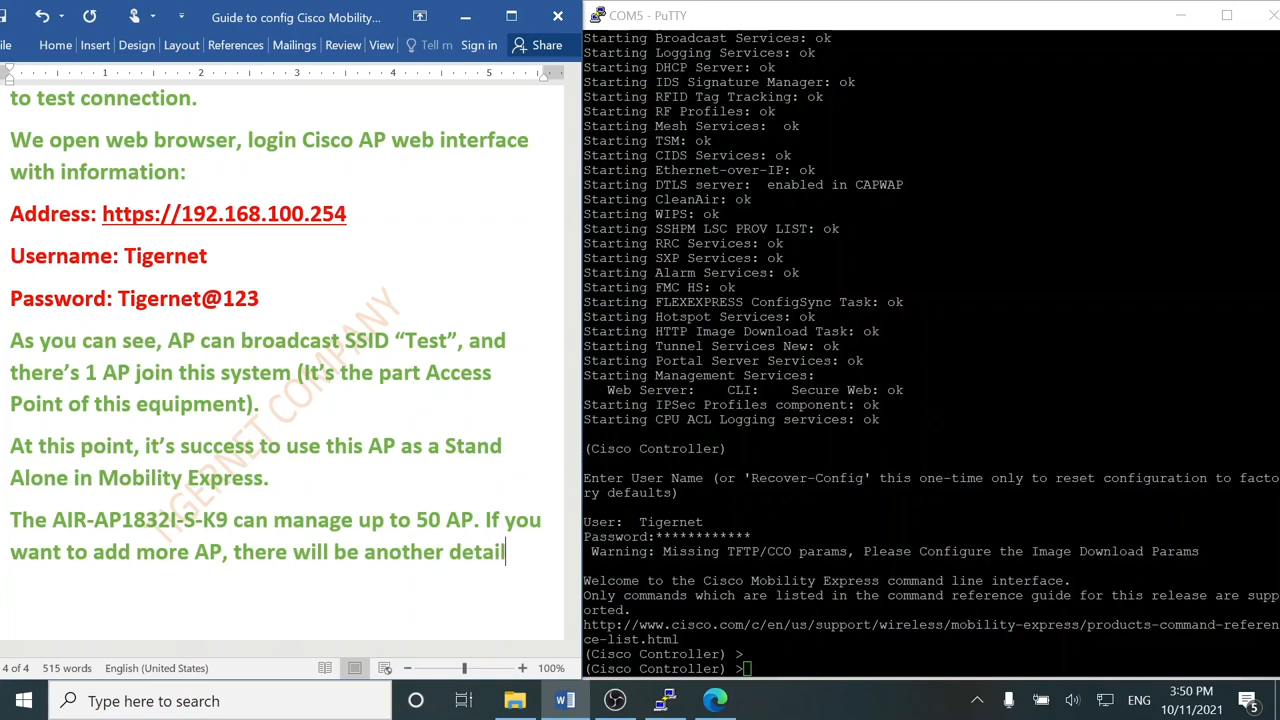 Guide to config Cisco Mobility...
ile Home Insert Design Layout References Mailings Review View Tell m Sign in Share
1 2 3 4 5
to test connection.
We open web browser, login Cisco AP web interface
with information:
Address: https://192.168.100.254
Username: Tigernet
Password: Tigernet@123
As you can see, AP can broadcast SSID “Test”, and
there’s 1 AP join this system (It’s the part Access
Point of this equipment).
At this point, it’s success to use this AP as a Stand
Alone in Mobility Express.
The AIR-AP1832I-S-K9 can manage up to 50 AP. If you
want to add more AP, there will be another detail
TIGERNET COMPANY
4 of 4 515 words English (United States) 100%
COM5 - PuTTY
Starting Broadcast Services: ok
Starting Logging Services: ok
Starting DHCP Server: ok
Starting IDS Signature Manager: ok
Starting RFID Tag Tracking: ok
Starting RF Profiles: ok
Starting Mesh Services:  ok
Starting TSM: ok
Starting CIDS Services: ok
Starting Ethernet-over-IP: ok
Starting DTLS server:  enabled in CAPWAP
Starting CleanAir: ok
Starting WIPS: ok
Starting SSHPM LSC PROV LIST: ok
Starting RRC Services: ok
Starting SXP Services: ok
Starting Alarm Services: ok
Starting FMC HS: ok
Starting FLEXEXPRESS ConfigSync Task: ok
Starting Hotspot Services: ok
Starting HTTP Image Download Task: ok
Starting Tunnel Services New: ok
Starting Portal Server Services: ok
Starting Management Services:
Web Server:    CLI:    Secure Web: ok
Starting IPSec Profiles component: ok
Starting CPU ACL Logging services: ok
(Cisco Controller)
Enter User Name (or 'Recover-Config' this one-time only to reset configuration to facto
ry defaults)
User:  Tigernet
Password:************
Warning: Missing TFTP/CCO params, Please Configure the Image Download Params
Welcome to the Cisco Mobility Express command line interface.
Only commands which are listed in the command reference guide for this release are supp
orted.
http://www.cisco.com/c/en/us/support/wireless/mobility-express/products-command-referen
ce-list.html
(Cisco Controller) >
(Cisco Controller) >
Type here to search
ENG
3:50 PM
10/11/2021
5